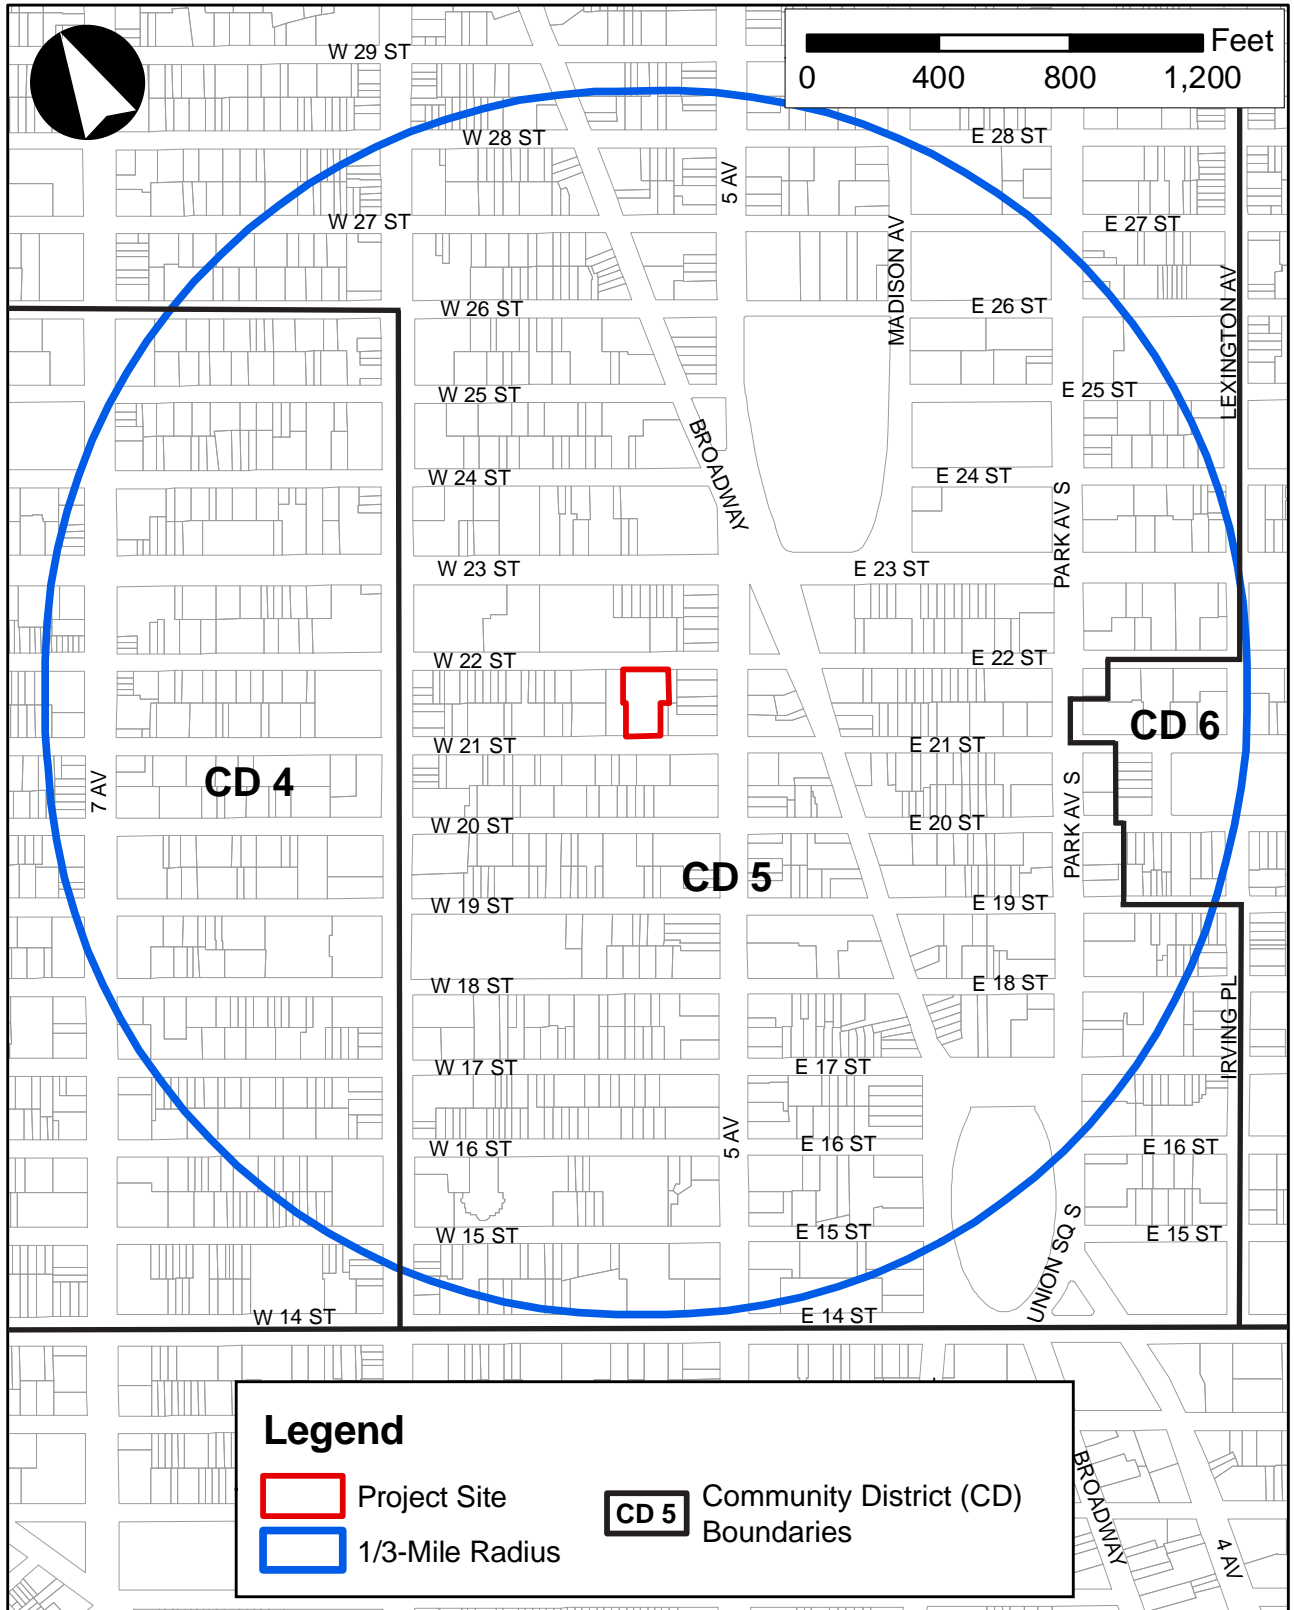 Feet
0 400 800 1,200
W 29 ST
W 28 ST
E 28 ST
5 AV
W 27 ST
E 27 ST
MADISON AV
LEXINGTON AV
W 26 ST
E 26 ST
W 25 ST
E 25 ST
BROADWAY
W 24 ST
E 24 ST
PARK AV S
W 23 ST
E 23 ST
W 22 ST
E 22 ST
CD 6
W 21 ST
E 21 ST
CD 4
7 AV
PARK AV S
W 20 ST
E 20 ST
CD 5
W 19 ST
E 19 ST
W 18 ST
E 18 ST
IRVING PL
W 17 ST
E 17 ST
5 AV
W 16 ST
E 16 ST
E 16 ST
W 15 ST
E 15 ST
E 15 ST
UNION SQ S
W 14 ST
E 14 ST
Legend
Project Site
1/3-Mile Radius
CD 5
Community District (CD)
Boundaries
BROADWAY
4 AV